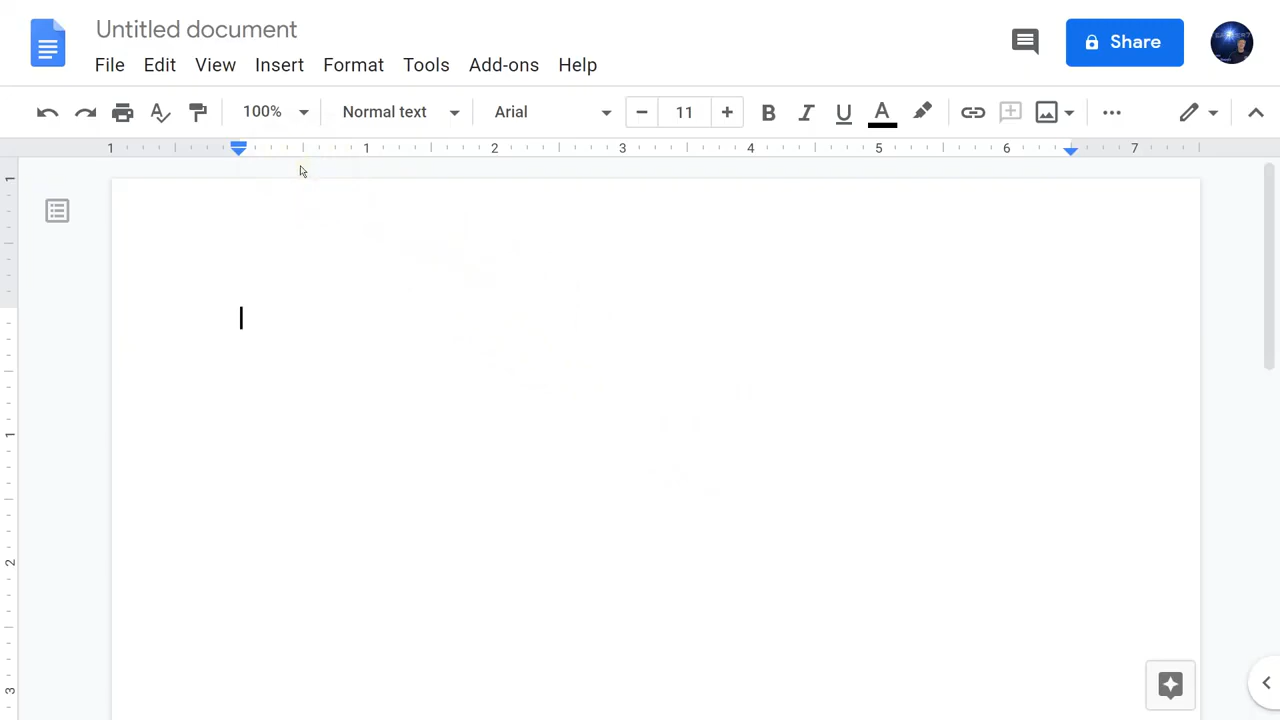 Untitled document
File Edit View Insert Format Tools Add-ons Help
Share
100% Normal text Arial 11 B I U A
1 1 2 3 4 5 6 7
1
1
2
3